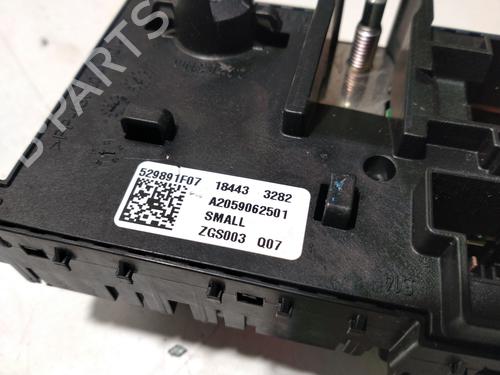 B-PARTS
529891F07 18443 3282
A2059062501
SMALL
ZGS003 Q07